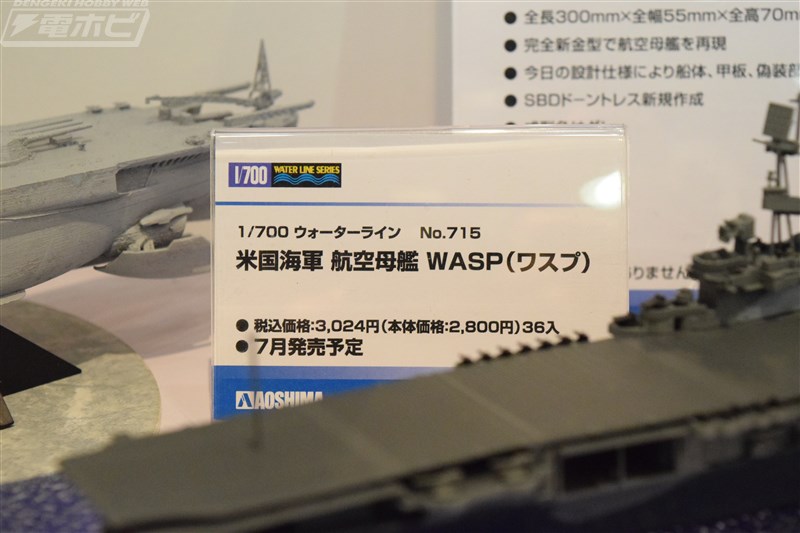 DENGEKI HOBBY WEB
電ホビ
● 全長300mm×全幅55mm×全高70m
● 完全新金型で航空母艦を再現
● 今日の設計仕様により船体、甲板、偽装部
● SBDドーントレス新規作成
1/700 WATER LINE SERIES
1/700 ウォーターライン No.715
米国海軍 航空母艦 WASP(ワスプ)
● 税込価格:3,024円(本体価格:2,800円)36入
● 7月発売予定
AOSHIMA
ありません